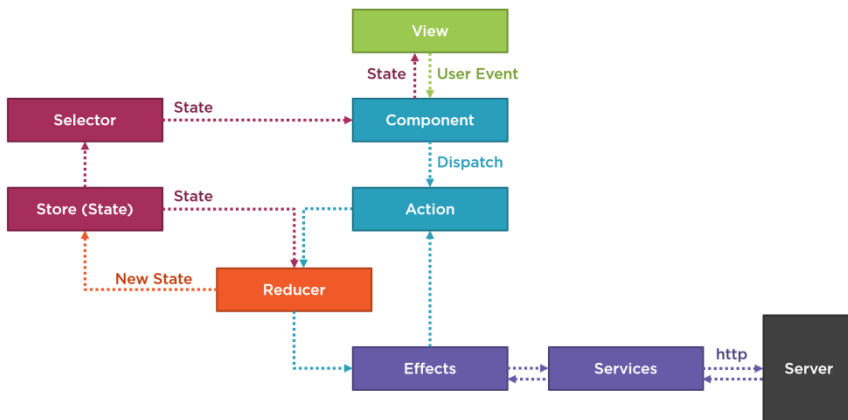 View
State
User Event
Selector
State
Component
Dispatch
Store (State)
State
Action
New State
Reducer
Effects
Services
http
Server